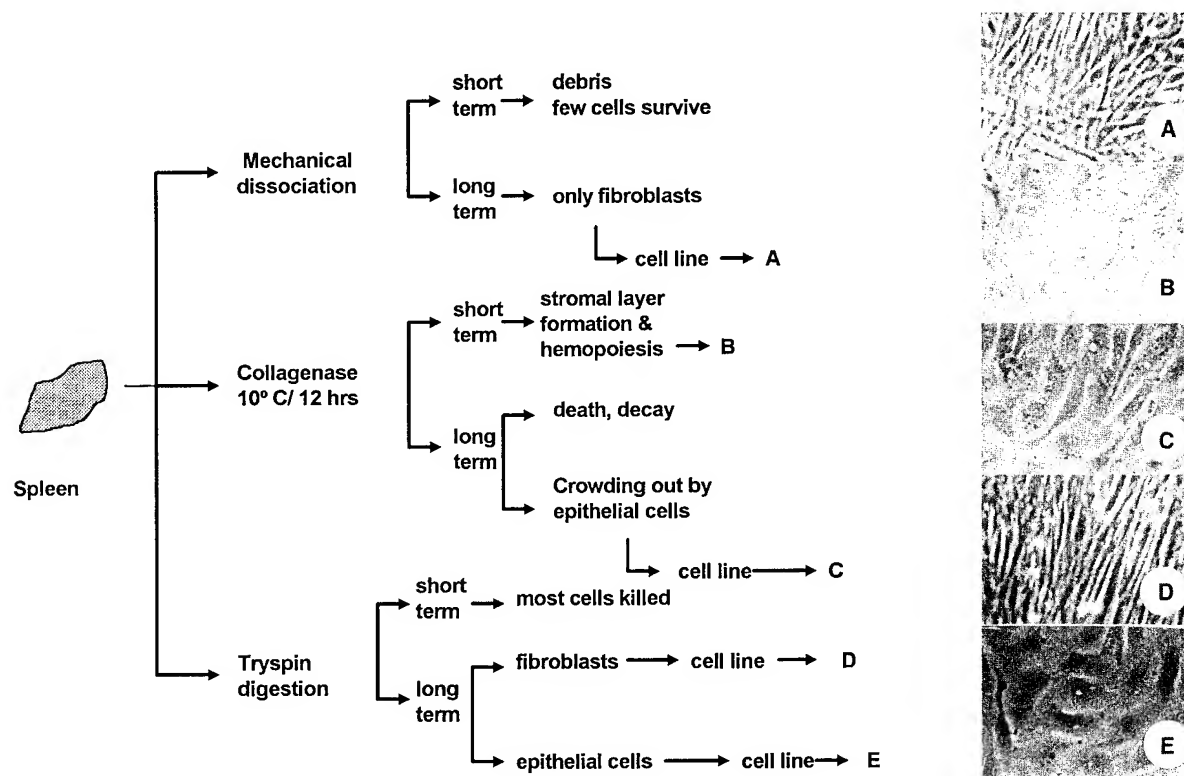 Spleen
Mechanical
dissociation
short
term
debris
few cells survive
long
term
only fibroblasts
cell line
A
Collagenase
10º C/ 12 hrs
short
term
stromal layer
formation &
hemopoiesis
B
long
term
death, decay
Crowding out by
epithelial cells
cell line
C
Tryspin
digestion
short
term
most cells killed
long
term
fibroblasts
cell line
D
epithelial cells
cell line
E
A
B
C
D
E